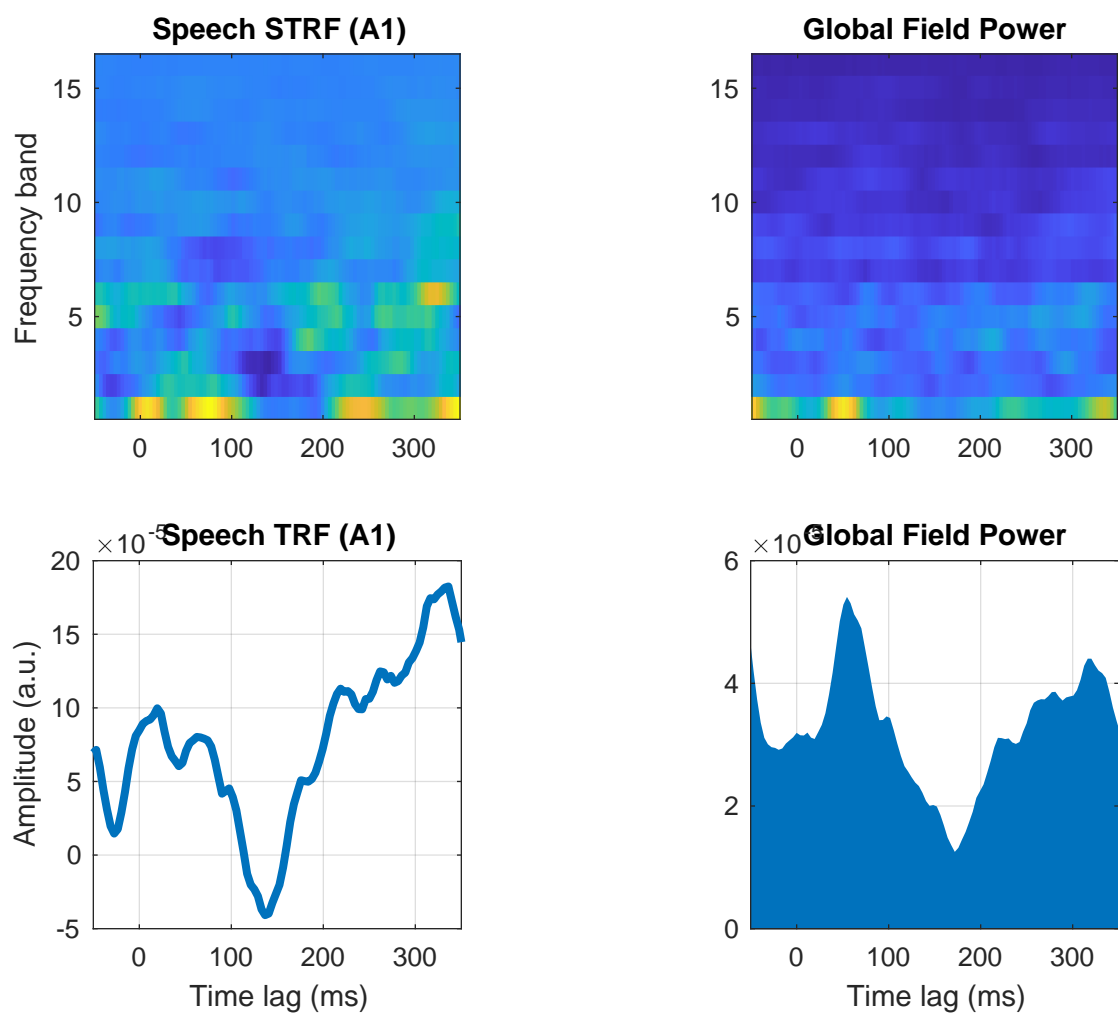 Speech STRF (A1)
Frequency band
15
10
5
0 100 200 300
Global Field Power
15
10
5
0 100 200 300
×10-5
Speech TRF (A1)
Amplitude (a.u.)
20
15
10
5
0
-5
0 100 200 300
Time lag (ms)
×10-5
Global Field Power
6
4
2
0
0 100 200 300
Time lag (ms)